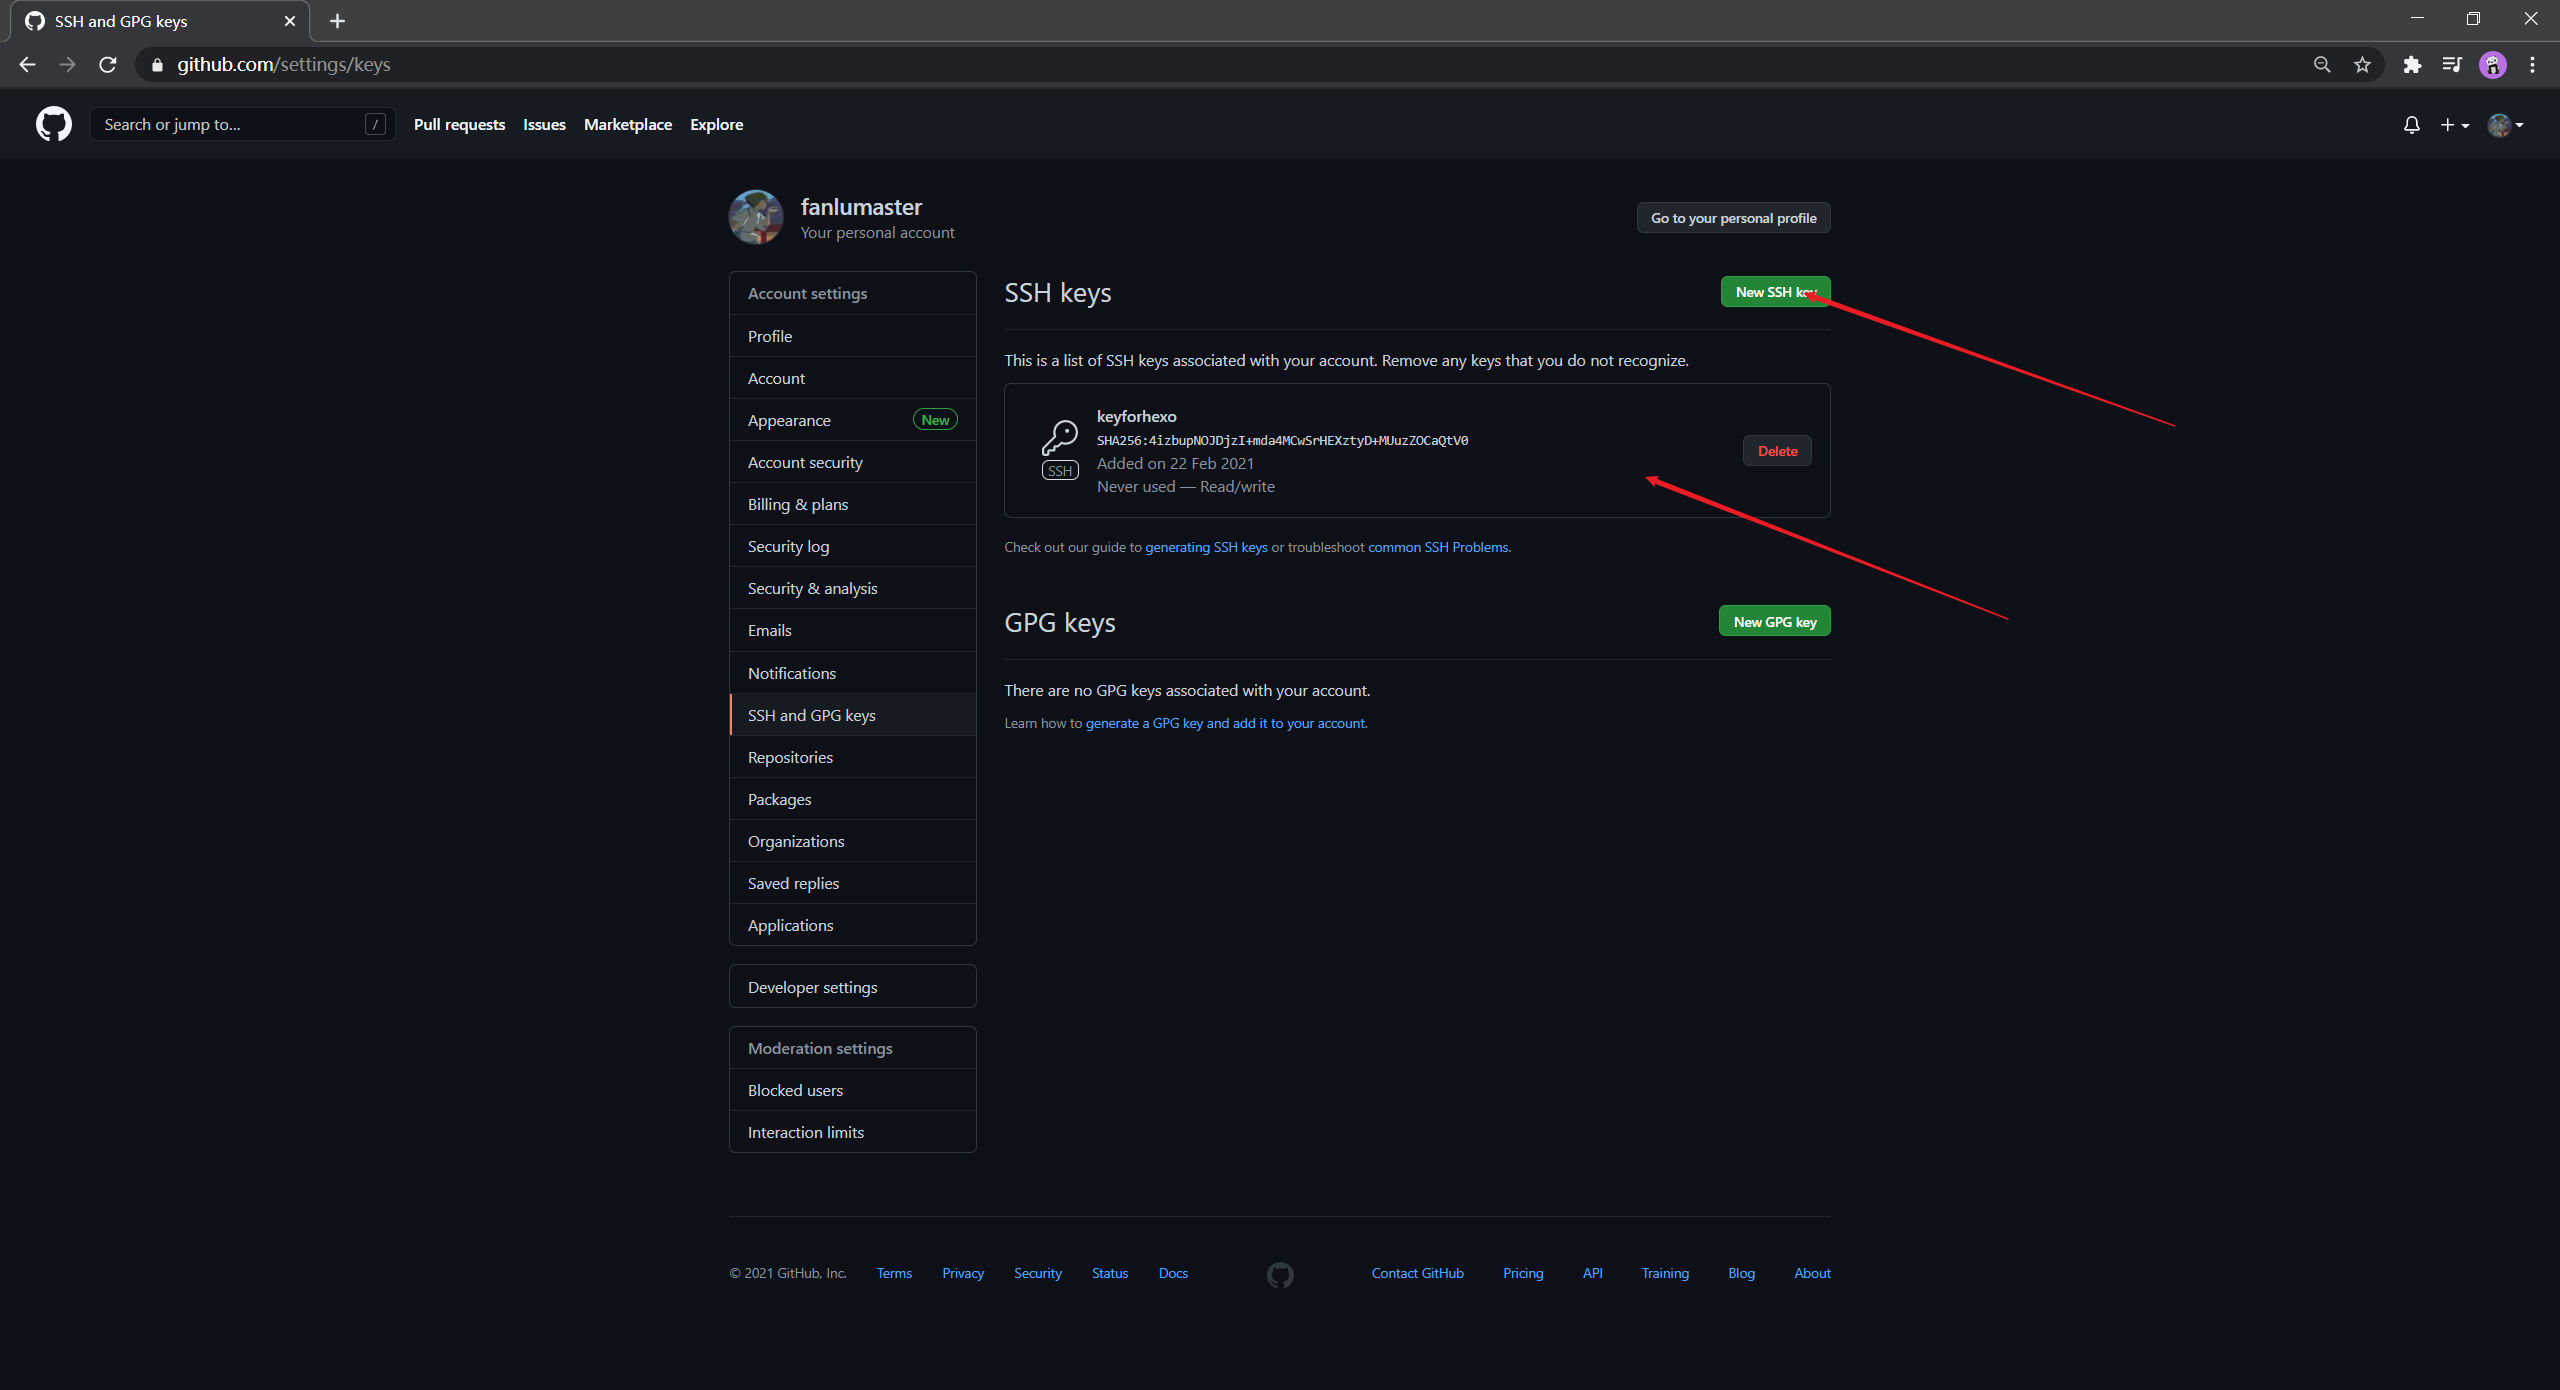 SSH and GPG keys
github.com/settings/keys
Search or jump to... /
Pull requests Issues Marketplace Explore
fanlumaster
Your personal account
Go to your personal profile
Account settings
Profile
Account
Appearance New
Account security
Billing & plans
Security log
Security & analysis
Emails
Notifications
SSH and GPG keys
Repositories
Packages
Organizations
Saved replies
Applications
Developer settings
Moderation settings
Blocked users
Interaction limits
SSH keys
New SSH key
This is a list of SSH keys associated with your account. Remove any keys that you do not recognize.
keyforhexo
SHA256:4izbupNOJDjzI+mda4MCwSrHEXztyD+MUuzZOCaQtV0
Added on 22 Feb 2021
Never used — Read/write
SSH
Delete
Check out our guide to generating SSH keys or troubleshoot common SSH Problems.
GPG keys
New GPG key
There are no GPG keys associated with your account.
Learn how to generate a GPG key and add it to your account.
© 2021 GitHub, Inc. Terms Privacy Security Status Docs Contact GitHub Pricing API Training Blog About